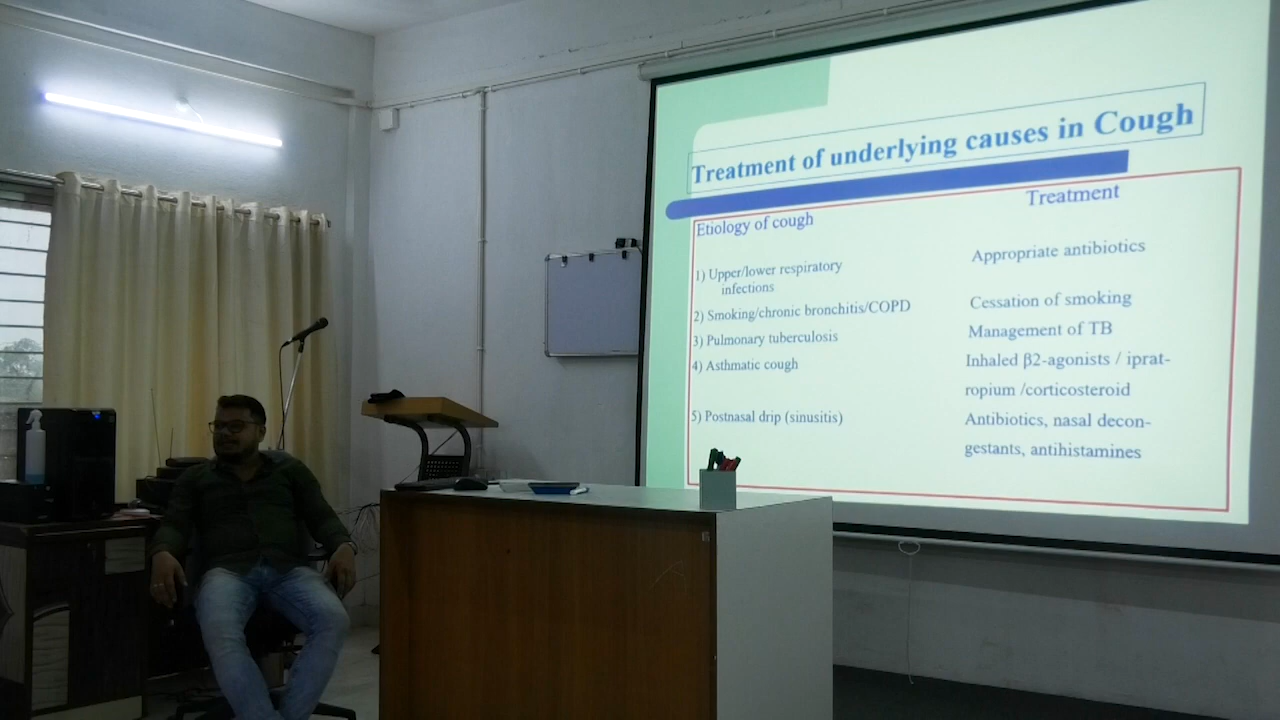 Treatment of underlying causes in Cough
Etiology of cough
Treatment
1) Upper/lower respiratory
infections
Appropriate antibiotics
2) Smoking/chronic bronchitis/COPD
Cessation of smoking
3) Pulmonary tuberculosis
Management of TB
4) Asthmatic cough
Inhaled β2-agonists / iprat-
ropium /corticosteroid
5) Postnasal drip (sinusitis)
Antibiotics, nasal decon-
gestants, antihistamines